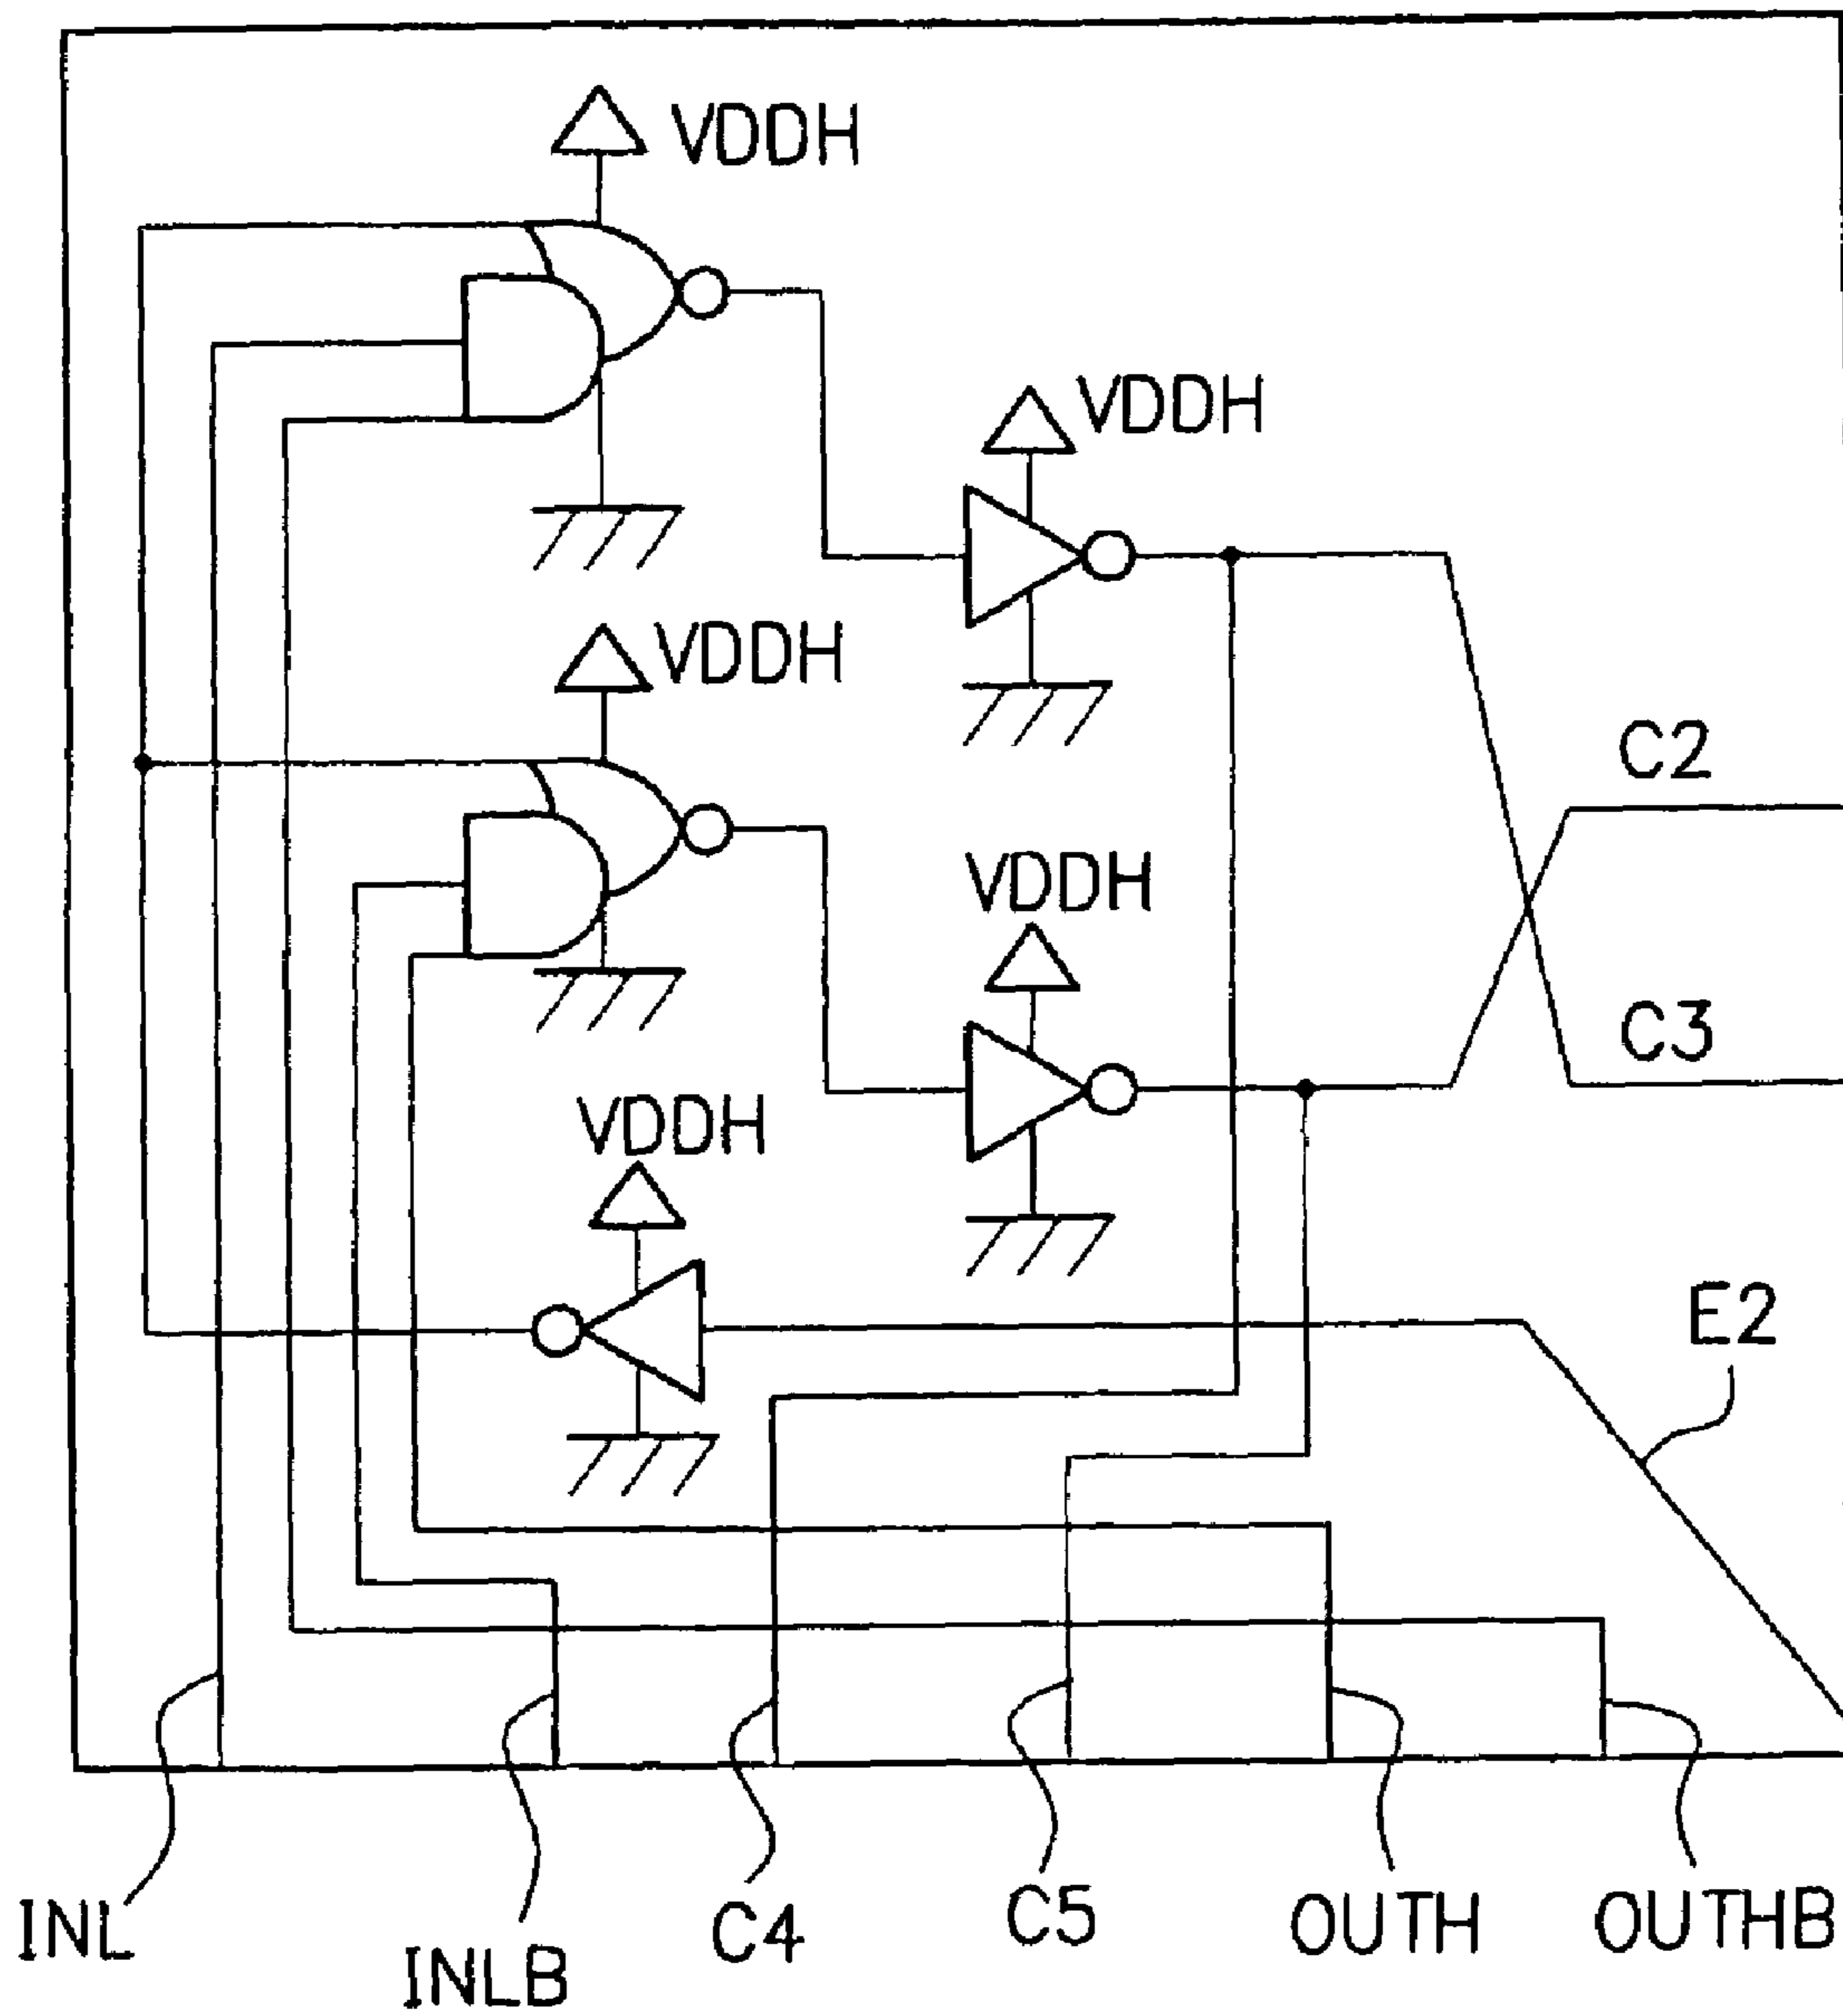 VDDH
VDDH
VDDH
C2
VDDH
C3
VDDH
E2
INL
INLB
C4
C5
OUTH
OUTHB